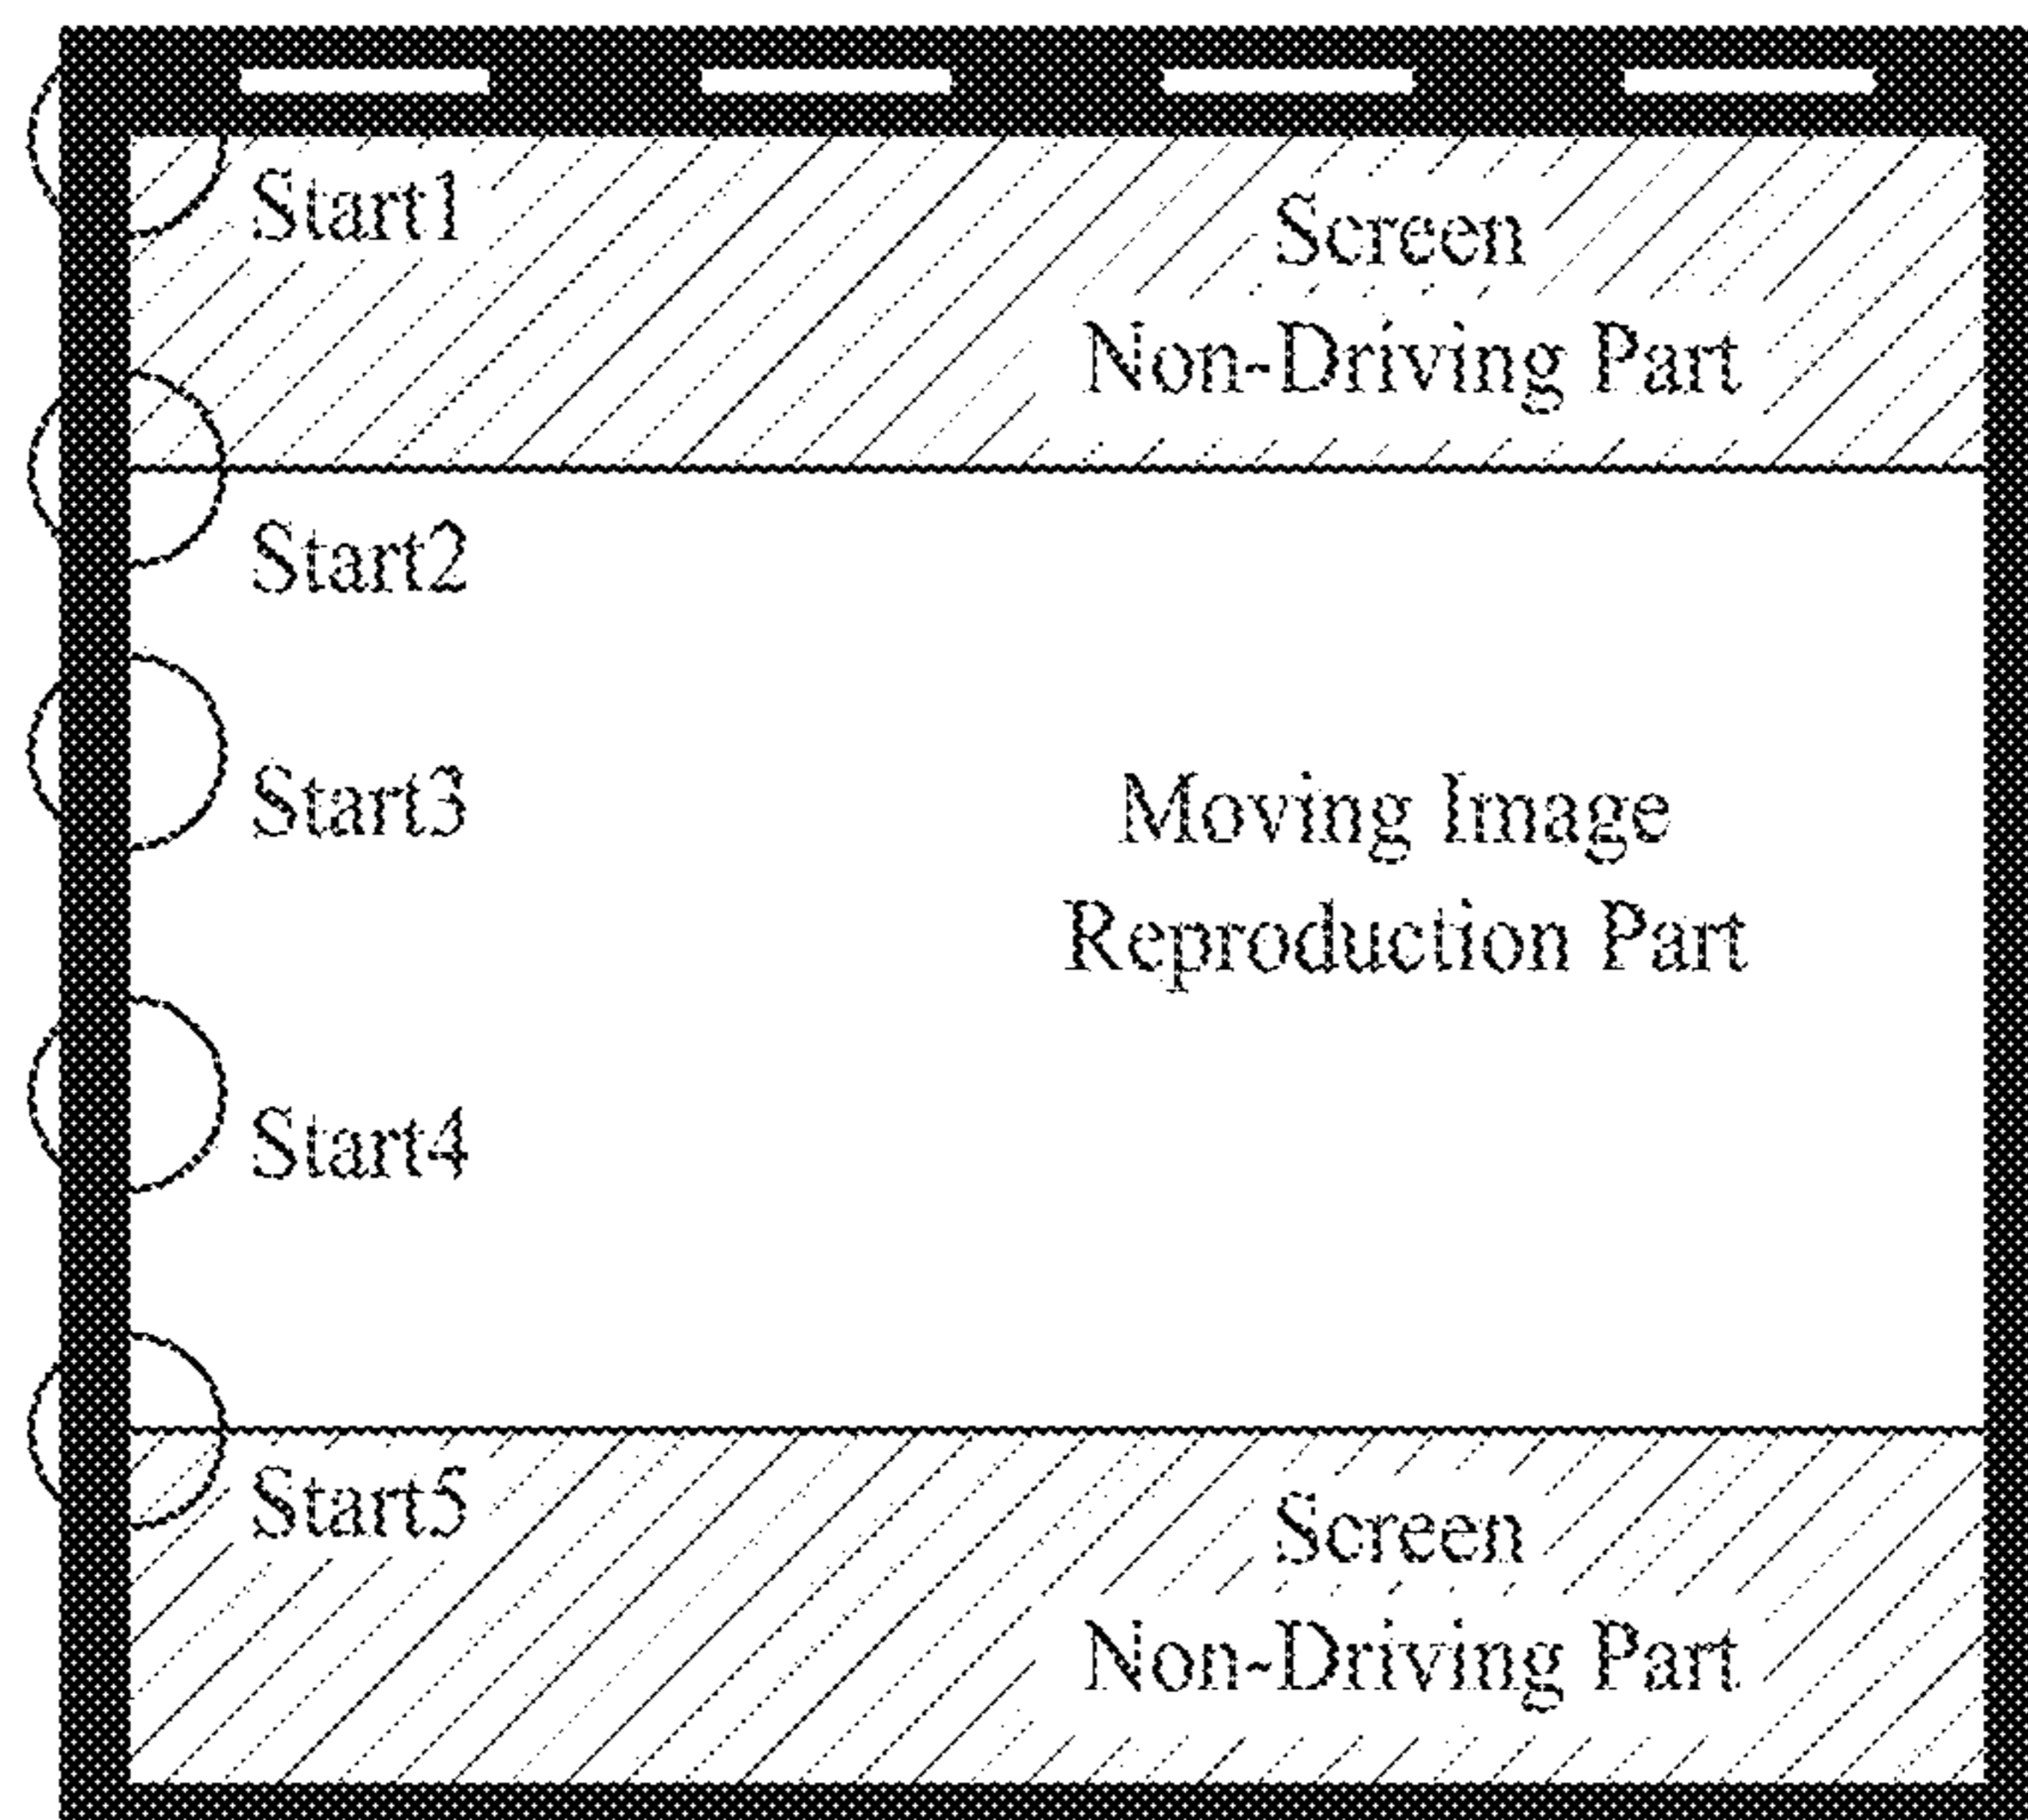 Start1
Screen
Non-Driving Part
Start2
Start3
Moving Image
Reproduction Part
Start4
Start5
Screen
Non-Driving Part